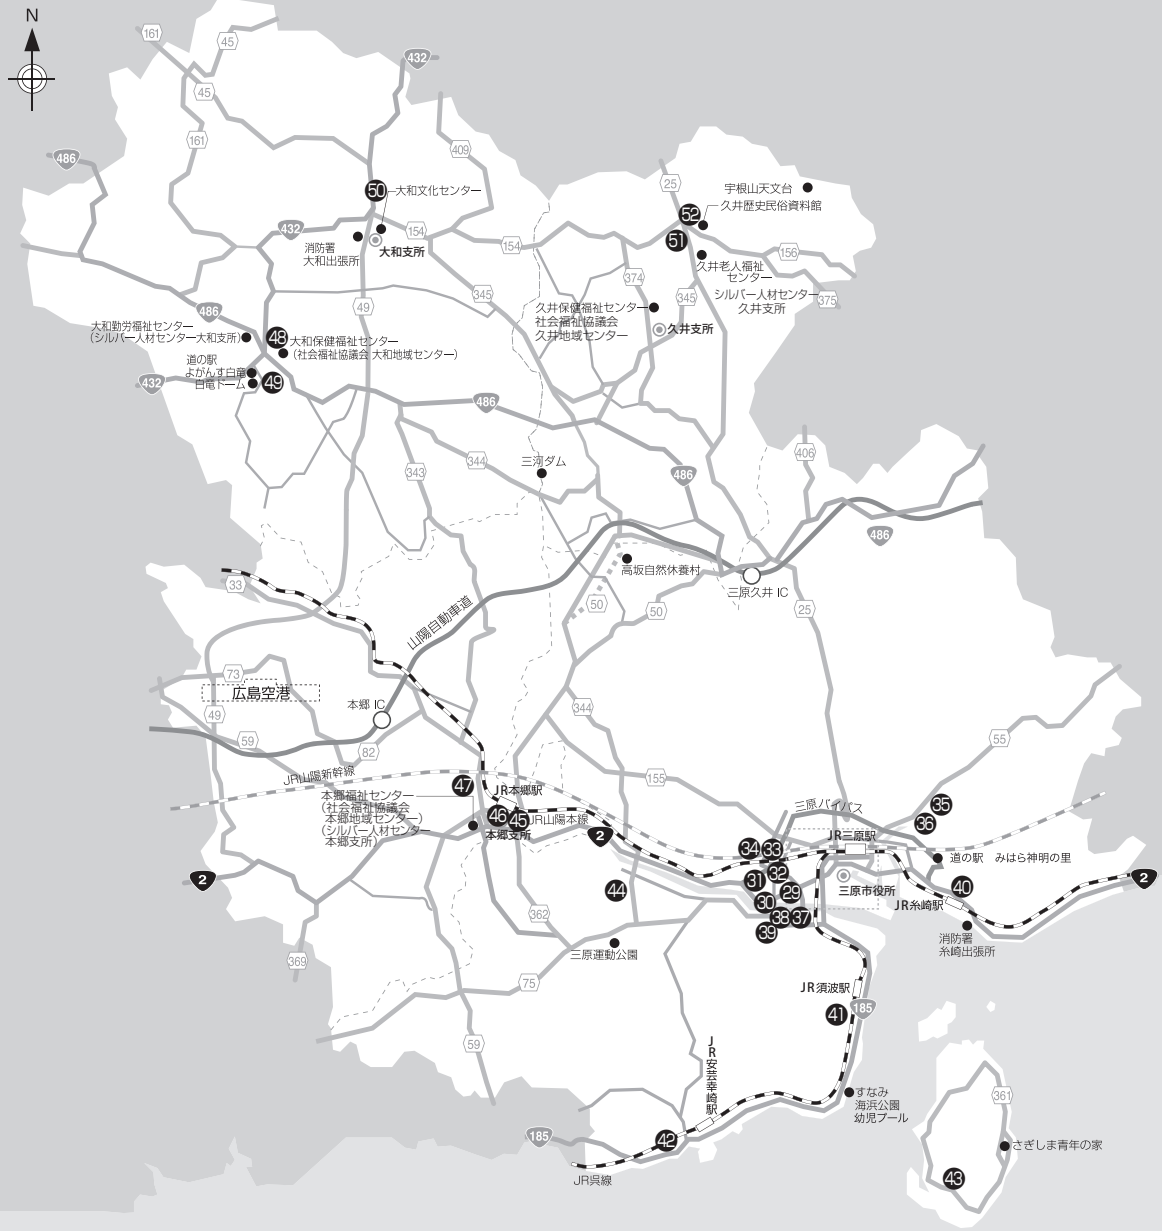 N
161
45
432
45
161
409
486
50
大和文化センター
25
宇根山天文台
52
久井歴史民俗資料館
432
154
154
51
156
消防署
大和出張所
大和支所
久井老人福祉
センター
374
345
345
シルバー人材センター
久井支所
375
49
486
久井保健福祉センター
社会福祉協議会
久井地域センター
久井支所
大和勤労福祉センター
(シルバー人材センター大和支所)
48
大和保健福祉センター
(社会福祉協議会 大和地域センター)
道の駅
よがんす白竜
白竜ドーム
432
49
486
344
343
三河ダム
486
406
486
高坂自然休養村
三原久井 IC
33
50
50
25
山陽自動車道
73
広島空港
本郷 IC
49
59
82
344
55
JR山陽新幹線
155
47
JR本郷駅
本郷福祉センター
(社会福祉協議会
本郷地域センター)
(シルバー人材センター
本郷支所)
46
45
JR山陽本線
本郷支所
2
三原バイパス
35
36
JR三原駅
34
33
32
31
道の駅 みはら神明の里
2
2
44
29
30
三原市役所
40
JR糸崎駅
38
37
39
362
消防署
糸崎出張所
三原運動公園
369
75
JR須波駅
41
185
59
JR安芸幸崎駅
すなみ
海浜公園
幼児プール
361
185
42
さぎしま青年の家
43
JR呉線